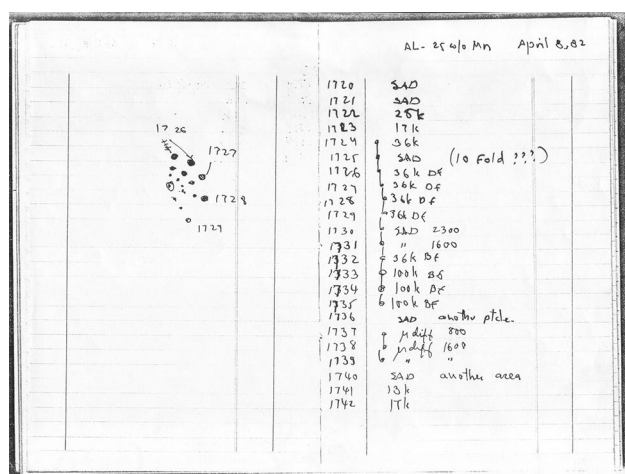 AL-25 w/o Mn April 8,82
1726
1727
1728
1729
1720 SAD
1721 SAD
1722 25k
1723 17k
1724 36k
1725 SAD (10 Fold ???)
1726 36k DF
1727 36k DF
1728 36k DF
1729 36k DF
1730 SAD 2300
1731 " 1600
1732 36k BF
1733 100k BF
1734 100k BF
1735 100k BF
1736 SAD another ptcle.
1737 μdiff 800
1738 μdiff 1600
1739 " "
1740 SAD another area
1741 13k
1742 17k